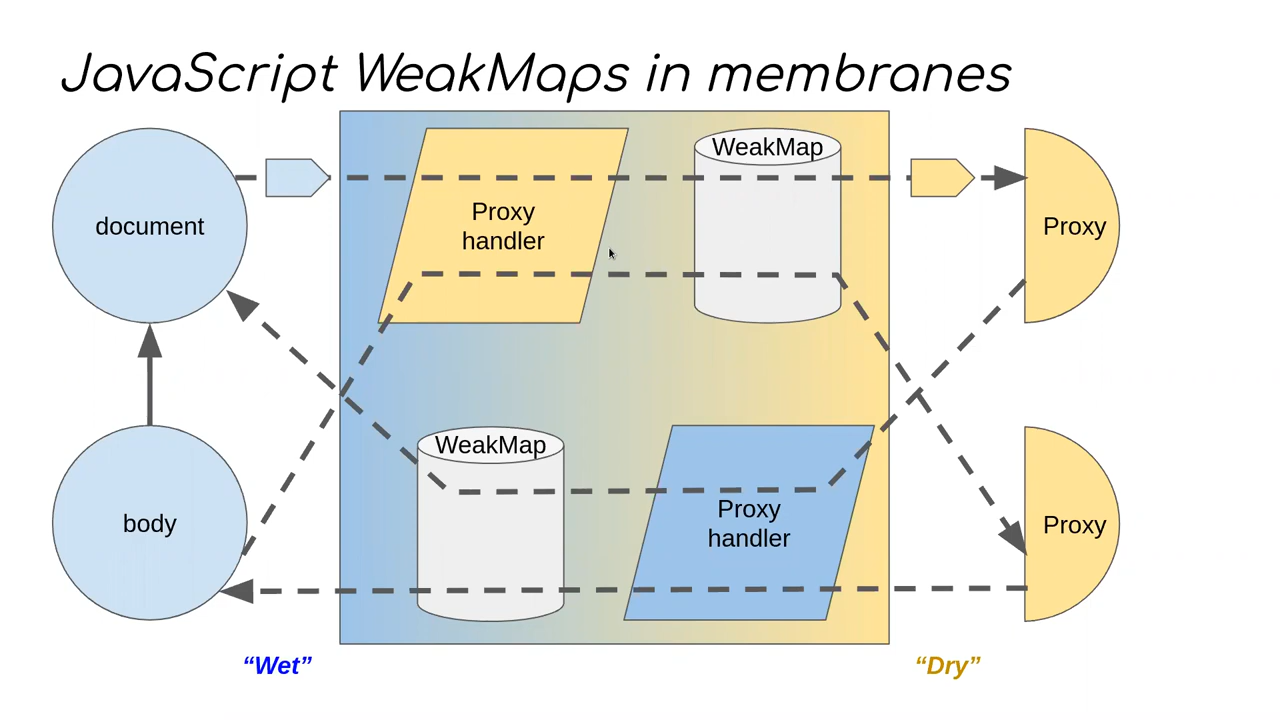 JavaScript WeakMaps in membranes
WeakMap
document
Proxy
handler
Proxy
WeakMap
body
Proxy
handler
Proxy
“Wet”
“Dry”